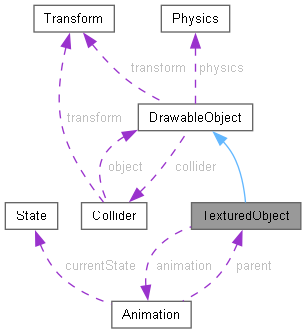 Transform
Physics
transform
physics
DrawableObject
transform
object
collider
State
Collider
TexturedObject
currentState
animation
parent
Animation